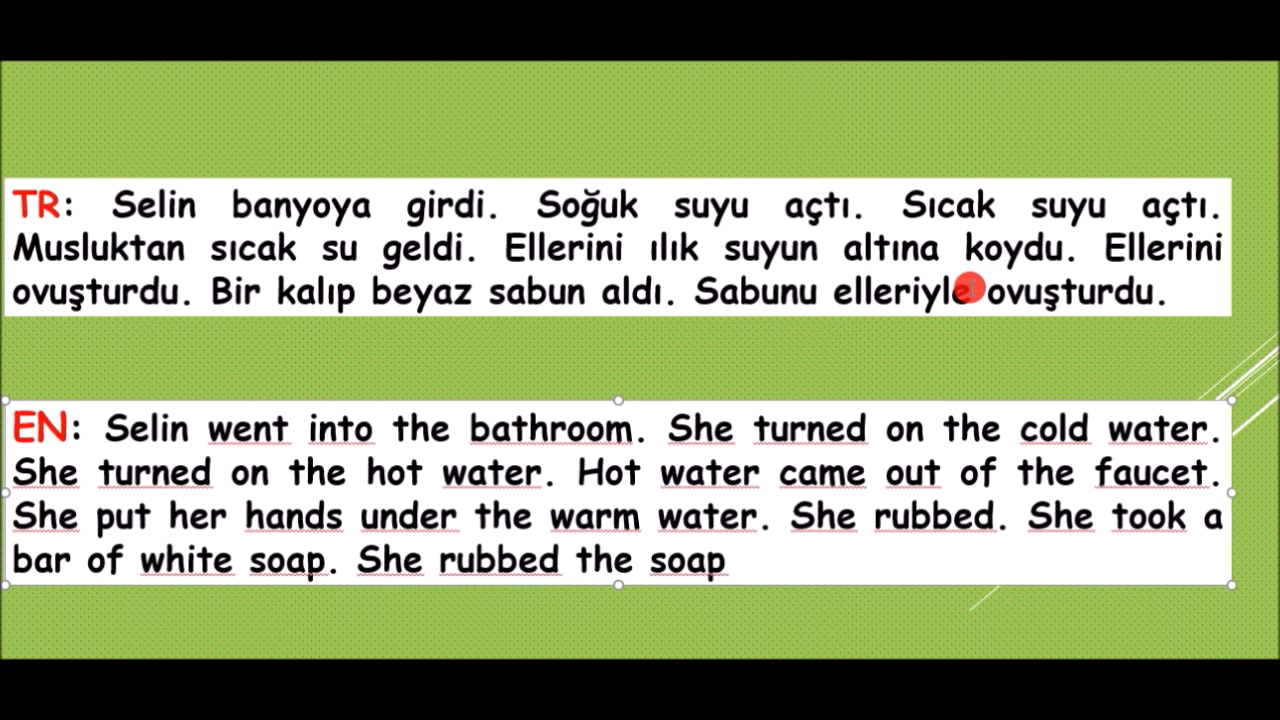 TR: Selin banyoya girdi. Soğuk suyu açtı. Sıcak suyu açtı.
Musluktan sıcak su geldi. Ellerini ılık suyun altına koydu. Ellerini
ovuşturdu. Bir kalıp beyaz sabun aldı. Sabunu elleriyle ovuşturdu.
EN: Selin went into the bathroom. She turned on the cold water.
She turned on the hot water. Hot water came out of the faucet.
She put her hands under the warm water. She rubbed. She took a
bar of white soap. She rubbed the soap